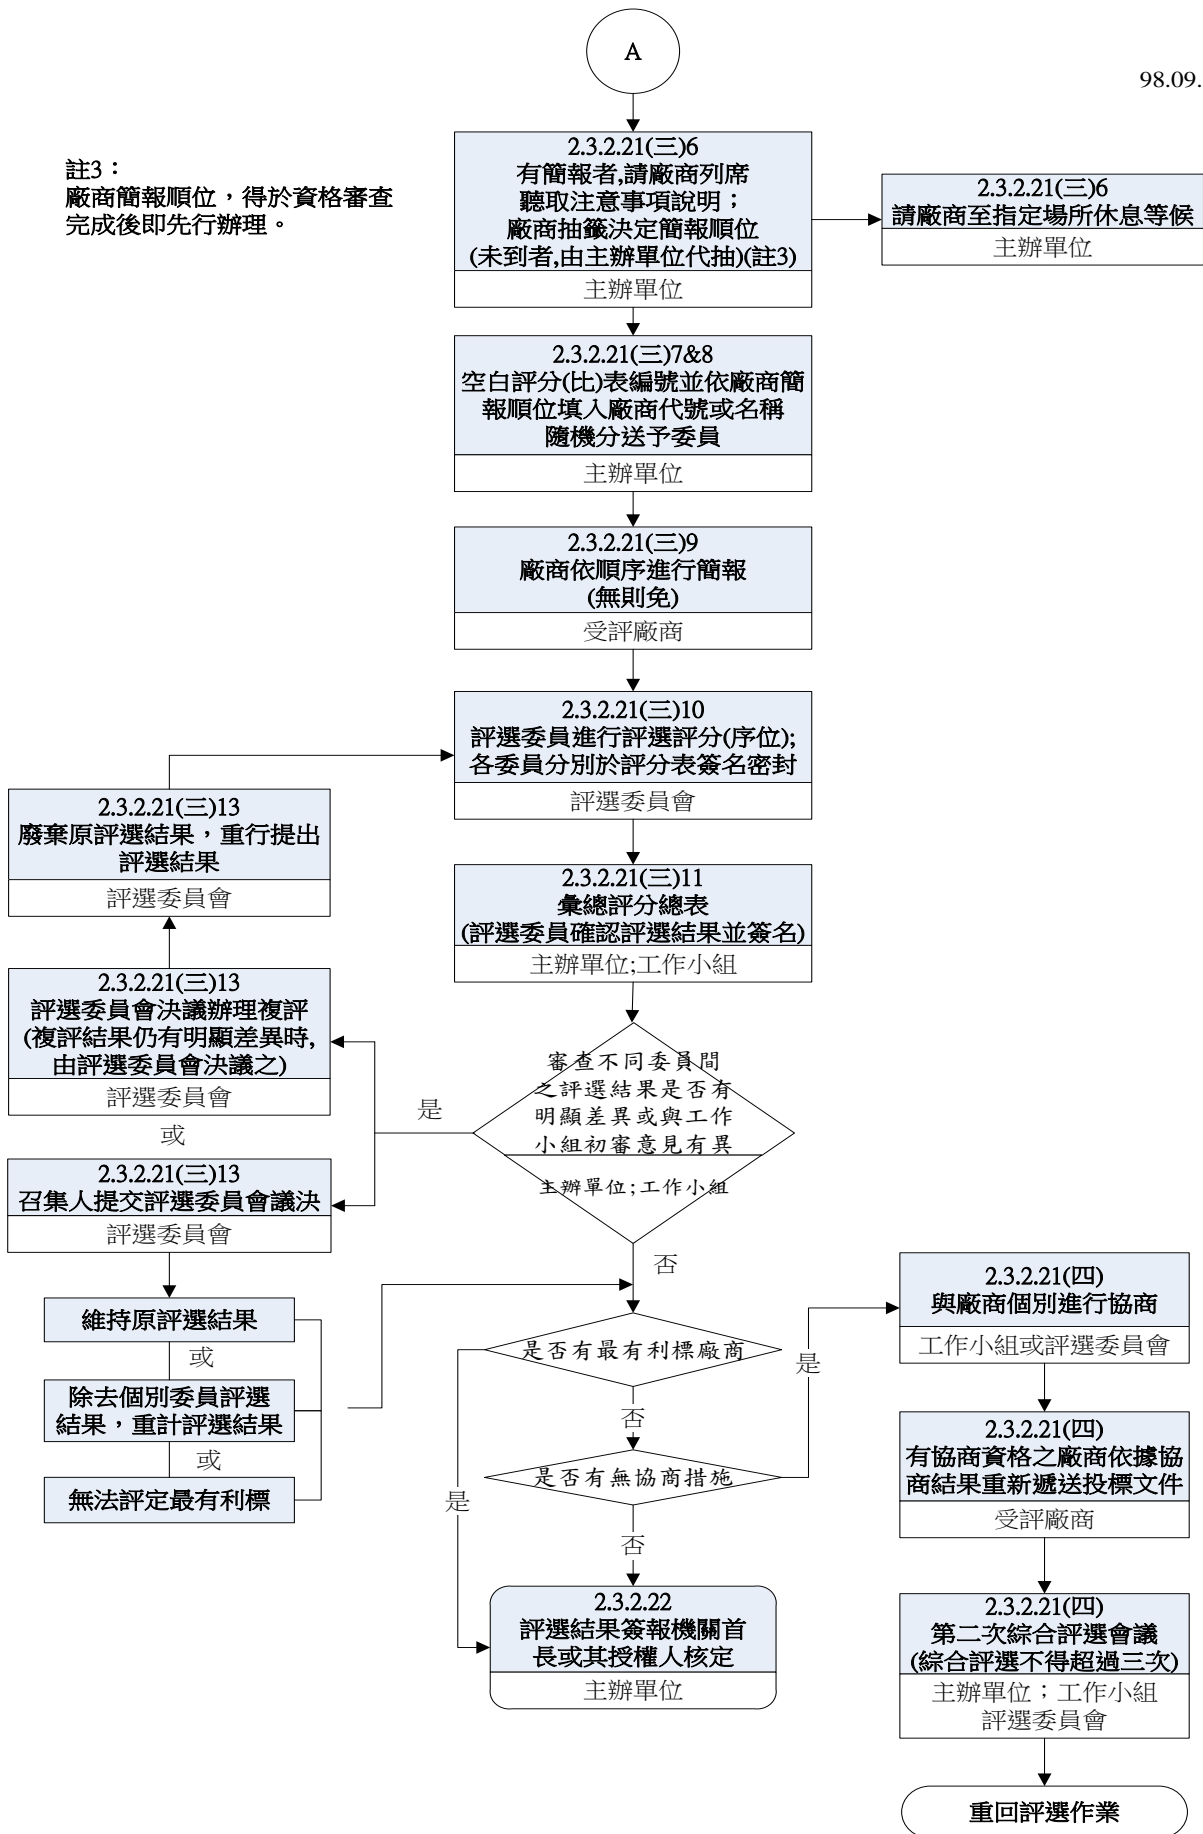 A
98.09.
註3：
廠商簡報順位，得於資格審查
完成後即先行辦理。
2.3.2.21(三)6
有簡報者,請廠商列席
聽取注意事項說明；
廠商抽籤決定簡報順位
(未到者,由主辦單位代抽)(註3)
主辦單位
2.3.2.21(三)6
請廠商至指定場所休息等候
主辦單位
2.3.2.21(三)7&8
空白評分(比)表編號並依廠商簡
報順位填入廠商代號或名稱
隨機分送予委員
主辦單位
2.3.2.21(三)9
廠商依順序進行簡報
(無則免)
受評廠商
2.3.2.21(三)10
評選委員進行評選評分(序位);
各委員分別於評分表簽名密封
評選委員會
2.3.2.21(三)13
廢棄原評選結果，重行提出
評選結果
評選委員會
2.3.2.21(三)11
彙總評分總表
(評選委員確認評選結果並簽名)
主辦單位;工作小組
2.3.2.21(三)13
評選委員會決議辦理複評
(複評結果仍有明顯差異時,
由評選委員會決議之)
評選委員會
或
審查不同委員間
之評選結果是否有
明顯差異或與工作
小組初審意見有異
主辦單位;工作小組
是
2.3.2.21(三)13
召集人提交評選委員會議決
評選委員會
否
維持原評選結果
或
除去個別委員評選
結果，重計評選結果
或
無法評定最有利標
是否有最有利標廠商
是
否
是否有無協商措施
是
否
2.3.2.22
評選結果簽報機關首
長或其授權人核定
主辦單位
2.3.2.21(四)
與廠商個別進行協商
工作小組或評選委員會
2.3.2.21(四)
有協商資格之廠商依據協
商結果重新遞送投標文件
受評廠商
2.3.2.21(四)
第二次綜合評選會議
(綜合評選不得超過三次)
主辦單位；工作小組
評選委員會
重回評選作業